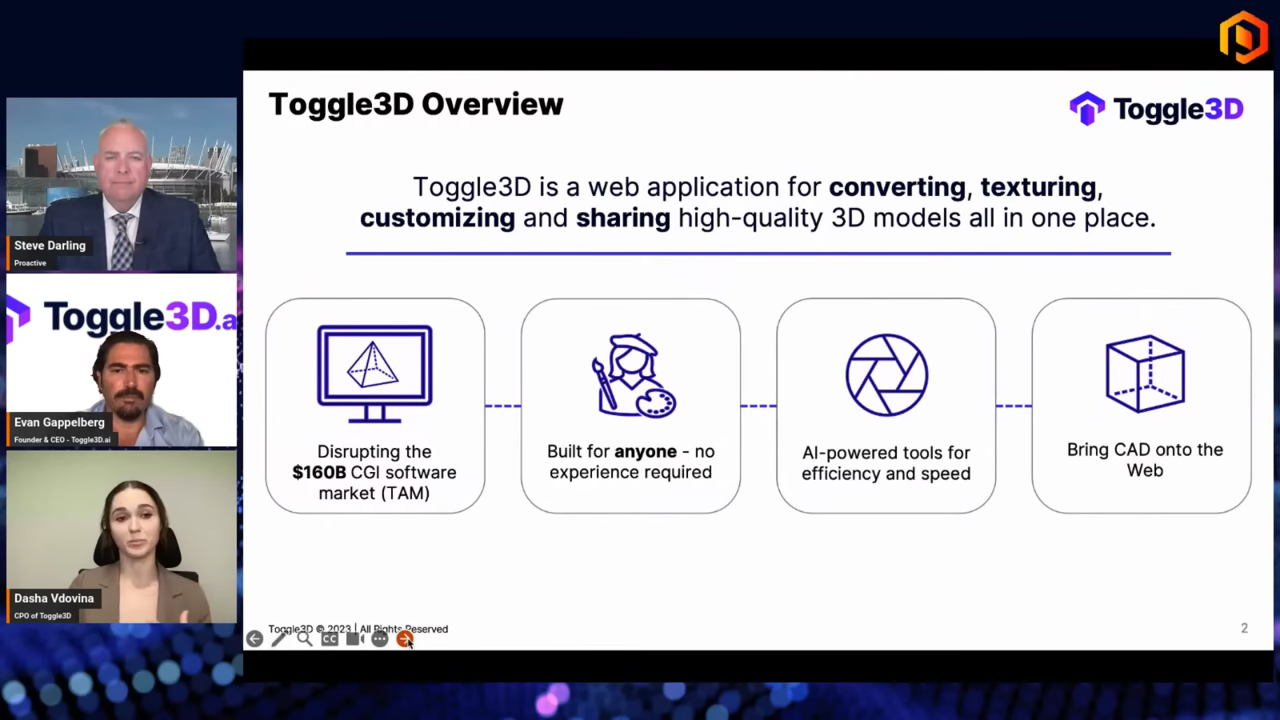 Toggle3D Overview
Toggle3D
Toggle3D is a web application for converting, texturing,
customizing and sharing high-quality 3D models all in one place.
Disrupting the
$160B CGI software
market (TAM)
Built for anyone - no
experience required
AI-powered tools for
efficiency and speed
Bring CAD onto the
Web
Toggle3D © 2023 | All Rights Reserved
CC
2
Steve Darling
Proactive
Toggle3D.a
Evan Gappelberg
Founder & CEO - Toggle3D.ai
Dasha Vdovina
CPO of Toggle3D